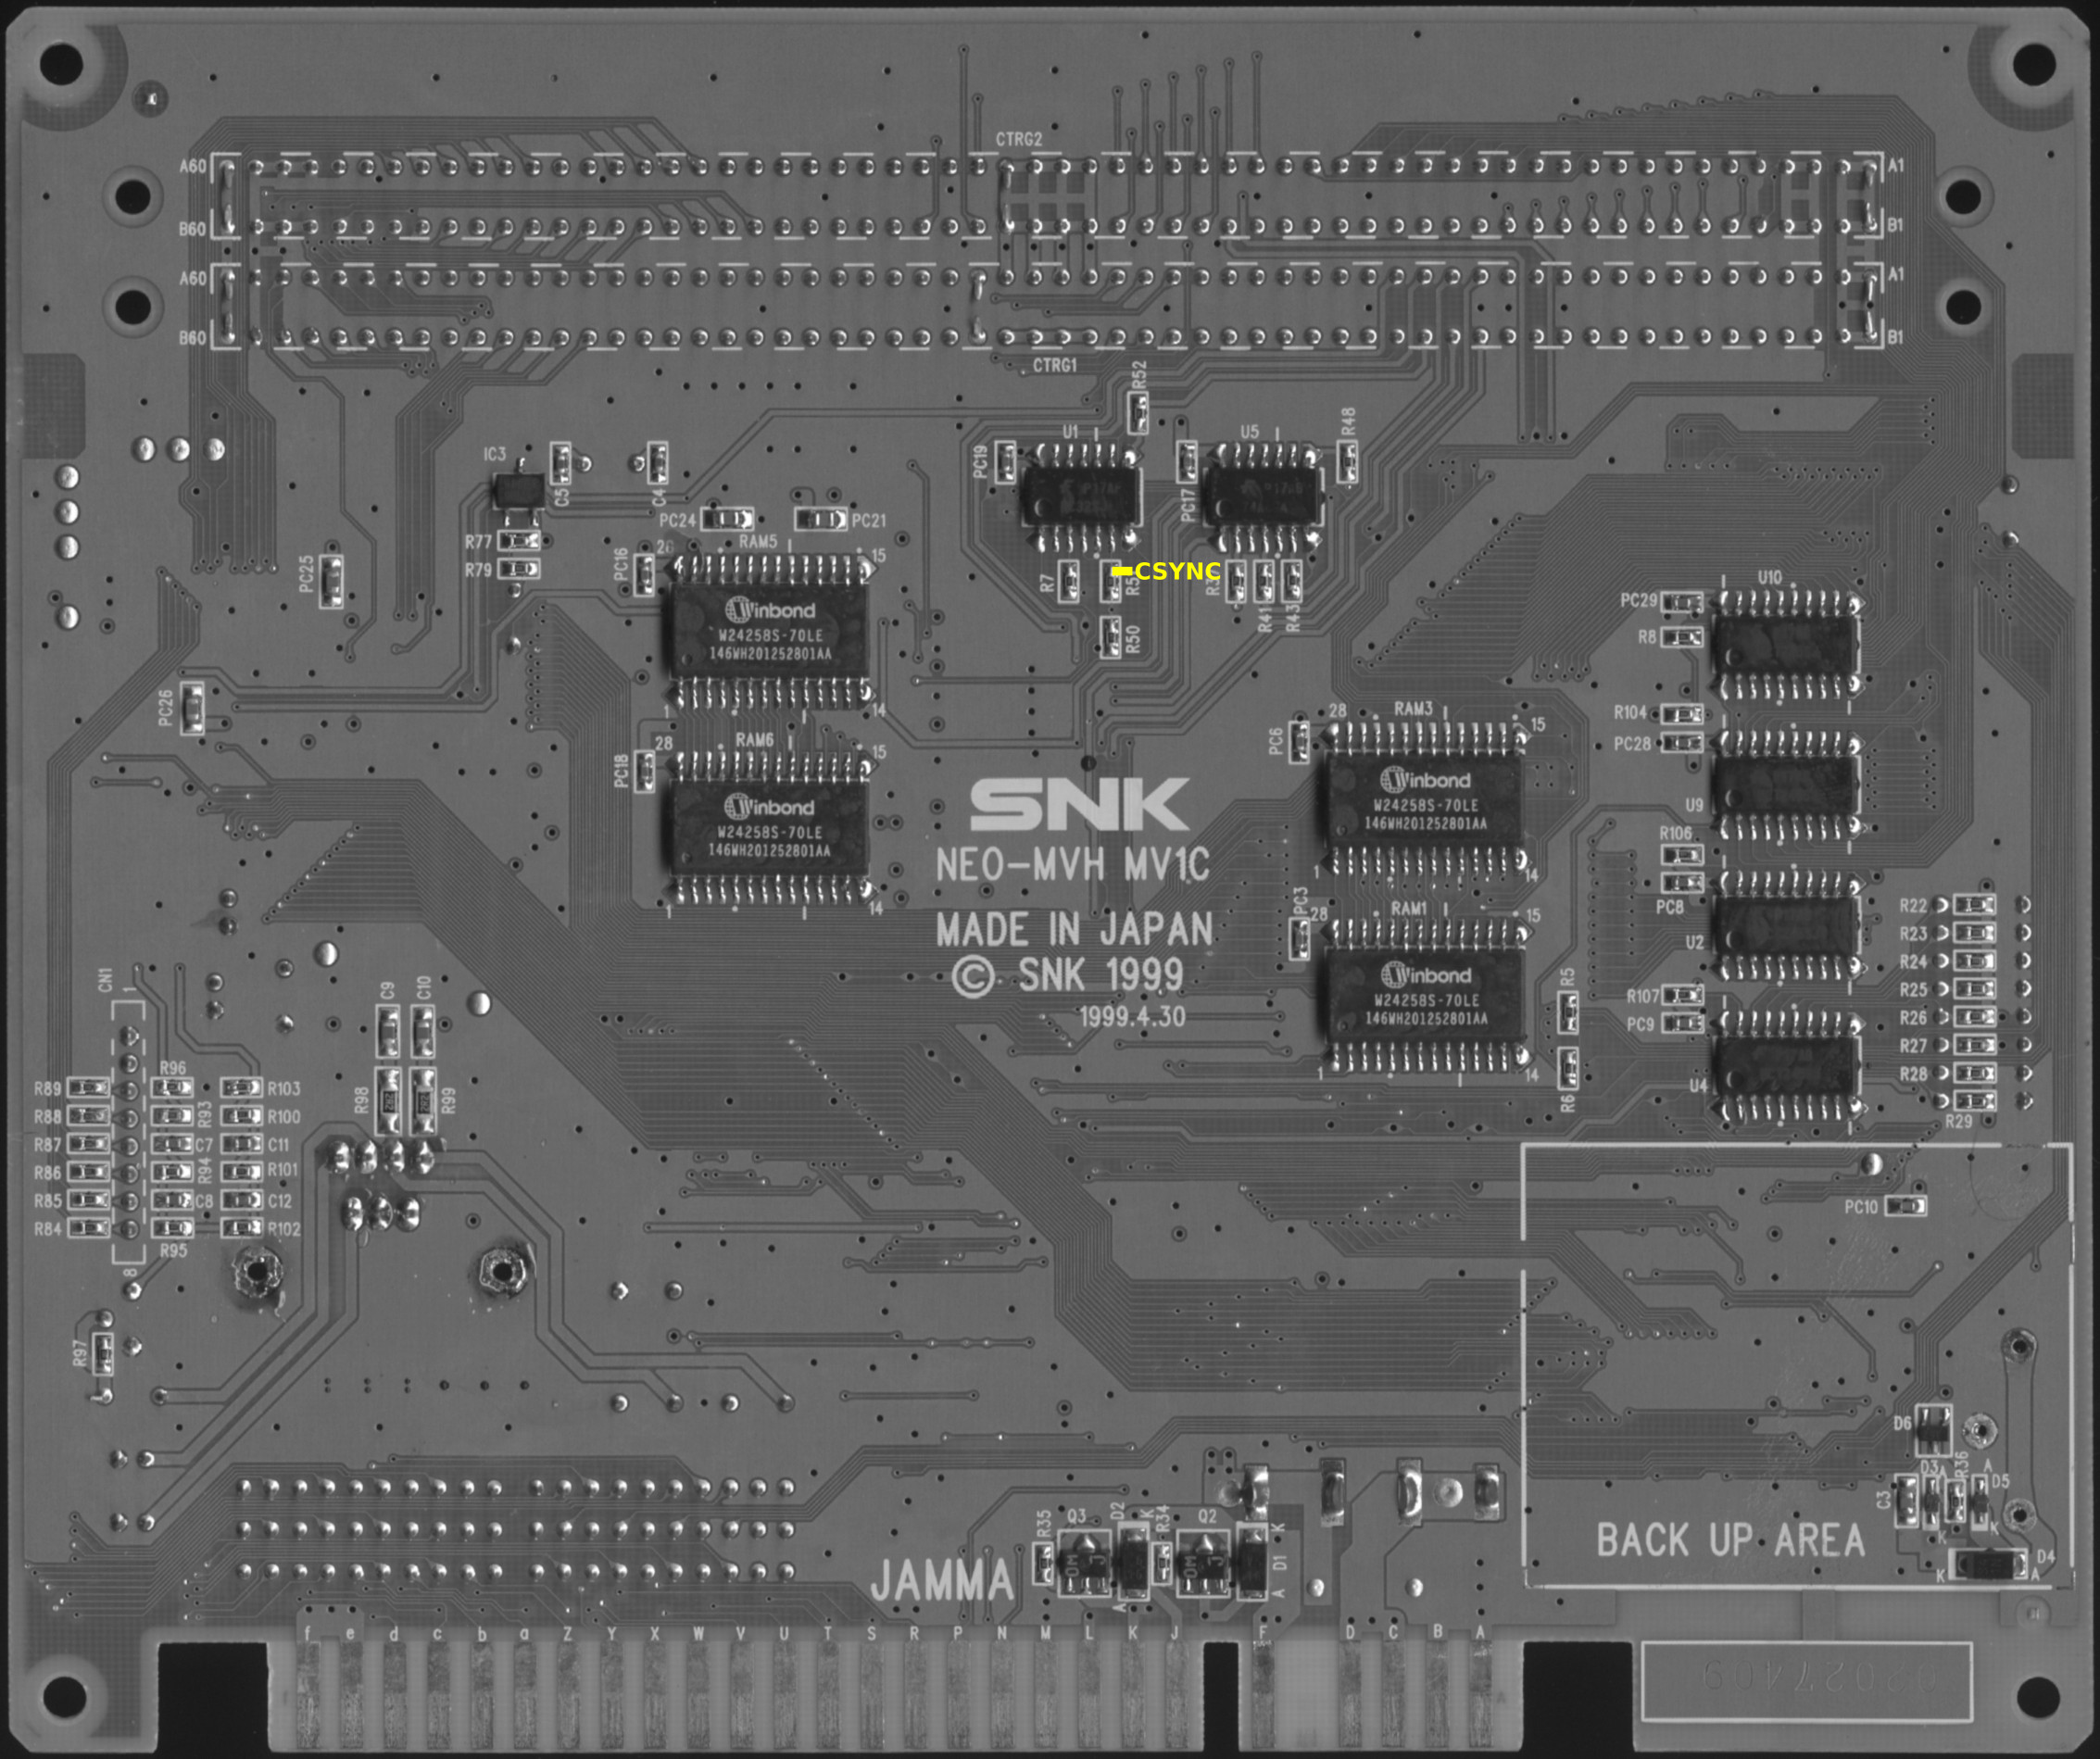 CTRG2
A60
A1
B60
B1
A60
A1
B60
B1
CTRG1
R52
U1
U5
R48
IC3
C5
C4
PC19
PC17
PC24
PC21
R77
R79
PC25
PC16
RAM5
15
Winbond
W24258S-70LE
146WH201252801AA
1
14
R7
CSYNC
R41
R43
R50
U10
PC29
R8
PC26
R104
PC28
28
RAM6
15
PC18
Winbond
W24258S-70LE
146WH201252801AA
1
14
PC6
28
RAM3
15
Winbond
W24258S-70LE
146WH201252801AA
1
14
U9
R106
PC8
U2
SNK
NEO-MVH MV1C
MADE IN JAPAN
© SNK 1999
1999.4.30
PC3
28
RAM1
15
Winbond
W24258S-70LE
146WH201252801AA
1
14
R5
R6
R107
PC9
U4
R22
R23
R24
R25
R26
R27
R28
R29
CN1
1
C9
C10
R98
R99
R96
R89
R103
R88
R93
R100
R87
C7
C11
R86
R94
R101
R85
C8
C12
R84
R102
R95
8
R97
PC10
D6
D3
A
R36
A
D5
C3
K
K
D4
K
A
BACK UP AREA
JAMMA
R35
Q3
D2
K
R34
Q2
K
D1
A
A
f e d c b a Z Y X W V U T S R P N M L K J F D C B A
02027409